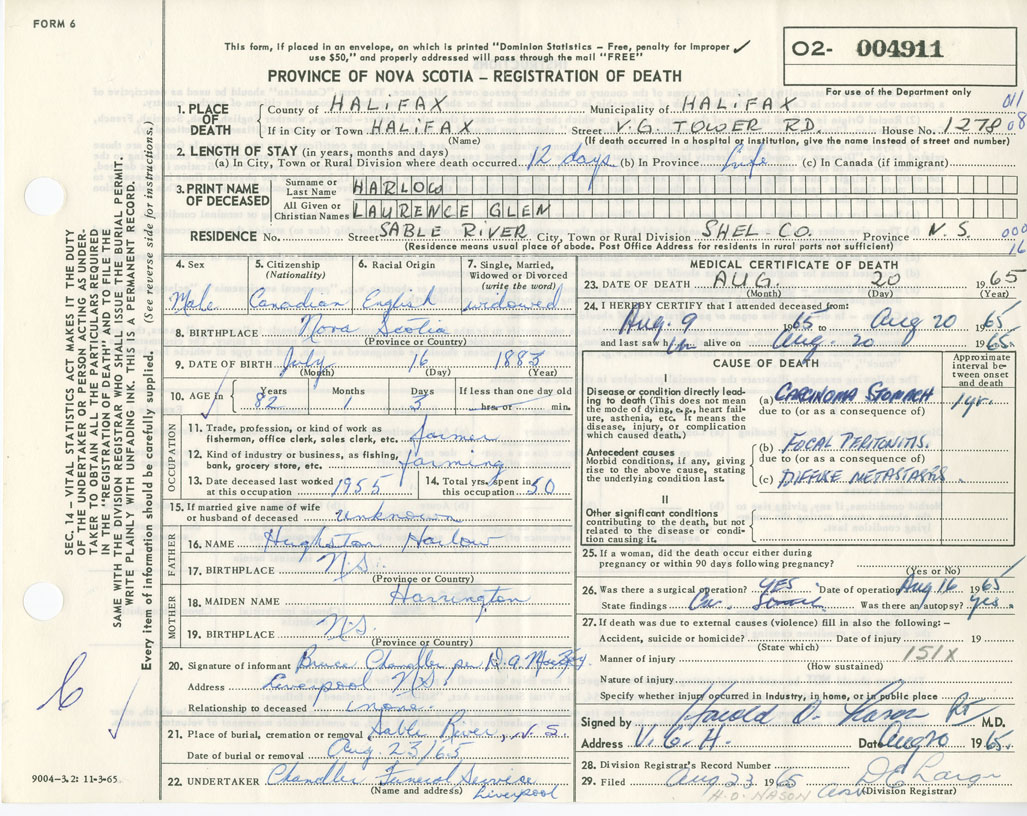 FORM 6
This form, if placed in an envelope, on which is printed "Dominion Statistics – Free, penalty for improper
use $50," and properly addressed will pass through the mail "FREE"
PROVINCE OF NOVA SCOTIA – REGISTRATION OF DEATH
O2- 004911
For use of the Department only
SEC. 14 – VITAL STATISTICS ACT MAKES IT THE DUTY
OF THE UNDERTAKER OR PERSON ACTING AS UNDER-
TAKER TO OBTAIN ALL THE PARTICULARS REQUIRED
IN THE "REGISTRATION OF DEATH" AND TO FILE THE
SAME WITH THE DIVISION REGISTRAR WHO SHALL ISSUE THE BURIAL PERMIT.
WRITE PLAINLY WITH UNFADING INK. THIS IS A PERMANENT RECORD.
Every item of information should be carefully supplied. (See reverse side for instructions.)
1. PLACE OF DEATH
County of HALIFAX Municipality of HALIFAX 011
If in City or Town HALIFAX Street V.G. TOWER RD. House No. 1278 08
(Name) (If death occurred in a hospital or institution, give the name instead of street and number)
2. LENGTH OF STAY (in years, months and days)
(a) In City, Town or Rural Division where death occurred 12 days (b) In Province Life (c) In Canada (if immigrant)
3. PRINT NAME OF DECEASED
Surname or Last Name HARLOW
All Given or Christian Names LAURENCE GLEN
RESIDENCE No. Street SABLE RIVER City, Town or Rural Division SHEL-CO. Province N.S. 000
(Residence means usual place of abode. Post Office Address for residents in rural parts not sufficient) 16
4. Sex Male
5. Citizenship (Nationality) Canadian
6. Racial Origin English
7. Single, Married, Widowed or Divorced (write the word) widowed
8. BIRTHPLACE Nova Scotia
(Province or Country)
9. DATE OF BIRTH July 16 1883
(Month) (Day) (Year)
10. AGE in Years 82 Months 1 Days 3 If less than one day old hrs. or min.
OCCUPATION
11. Trade, profession, or kind of work as fisherman, office clerk, sales clerk, etc. farmer
12. Kind of industry or business, as fishing, bank, grocery store, etc. farming
13. Date deceased last worked at this occupation 1955
14. Total yrs. spent in this occupation 50
15. If married give name of wife or husband of deceased unknown
FATHER
16. NAME Hughston Harlow
17. BIRTHPLACE N.S.
(Province or Country)
MOTHER
18. MAIDEN NAME Harrington
19. BIRTHPLACE N.S.
(Province or Country)
20. Signature of informant Bruce Chandler per D.A.
Address Liverpool N.S.
Relationship to deceased none
21. Place of burial, cremation or removal Sable River, N.S.
Date of burial or removal Aug. 23/65
22. UNDERTAKER Chandler Funeral Service
(Name and address) Liverpool
9004-3.2: 11-3-65
MEDICAL CERTIFICATE OF DEATH
23. DATE OF DEATH AUG. 20 1965
(Month) (Day) (Year)
24. I HEREBY CERTIFY that I attended deceased from:
Aug. 9 1965 to Aug 20 1965
and last saw him alive on Aug. 20 1965
CAUSE OF DEATH
Approximate interval between onset and death
I
Disease or condition directly leading to death (This does not mean the mode of dying, e.g., heart failure, asthenia, etc. It means the disease, injury, or complication which caused death.)
(a) CARCINOMA STOMACH 1 yr.
due to (or as a consequence of)
Antecedent causes
Morbid conditions, if any, giving rise to the above cause, stating the underlying condition last.
(b) FOCAL PERITONITIS.
due to (or as a consequence of)
(c) DIFFUSE METASTASIS
II
Other significant conditions contributing to the death, but not related to the disease or condition causing it.
25. If a woman, did the death occur either during
pregnancy or within 90 days following pregnancy?
(Yes or No)
26. Was there a surgical operation? YES Date of operation Aug 16 1965
State findings Ca. Was there an autopsy? yes
27. If death was due to external causes (violence) fill in also the following:–
Accident, suicide or homicide? Date of injury 19
(State which) 151X
Manner of injury
(How sustained)
Nature of injury
Specify whether injury occurred in Industry, in home, or in public place
Signed by Harold D. M.D.
Address V.G.H. Date Aug 20 1965
28. Division Registrar's Record Number
29. Filed Aug 23 1965
(Division Registrar)
H.D. NASON